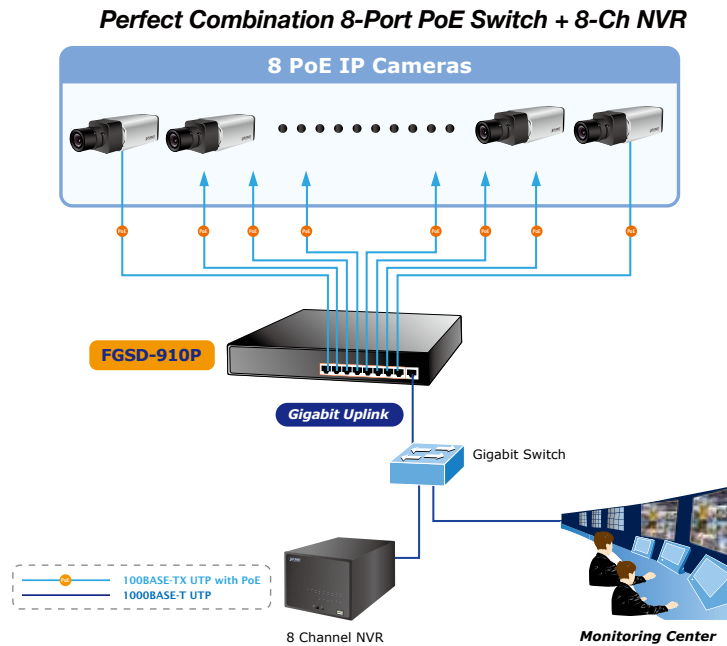 Perfect Combination 8-Port PoE Switch + 8-Ch NVR
8 PoE IP Cameras
PoE PoE PoE PoE PoE PoE PoE PoE
FGSD-910P
Gigabit Uplink
Gigabit Switch
PoE 100BASE-TX UTP with PoE
1000BASE-T UTP
8 Channel NVR
Monitoring Center